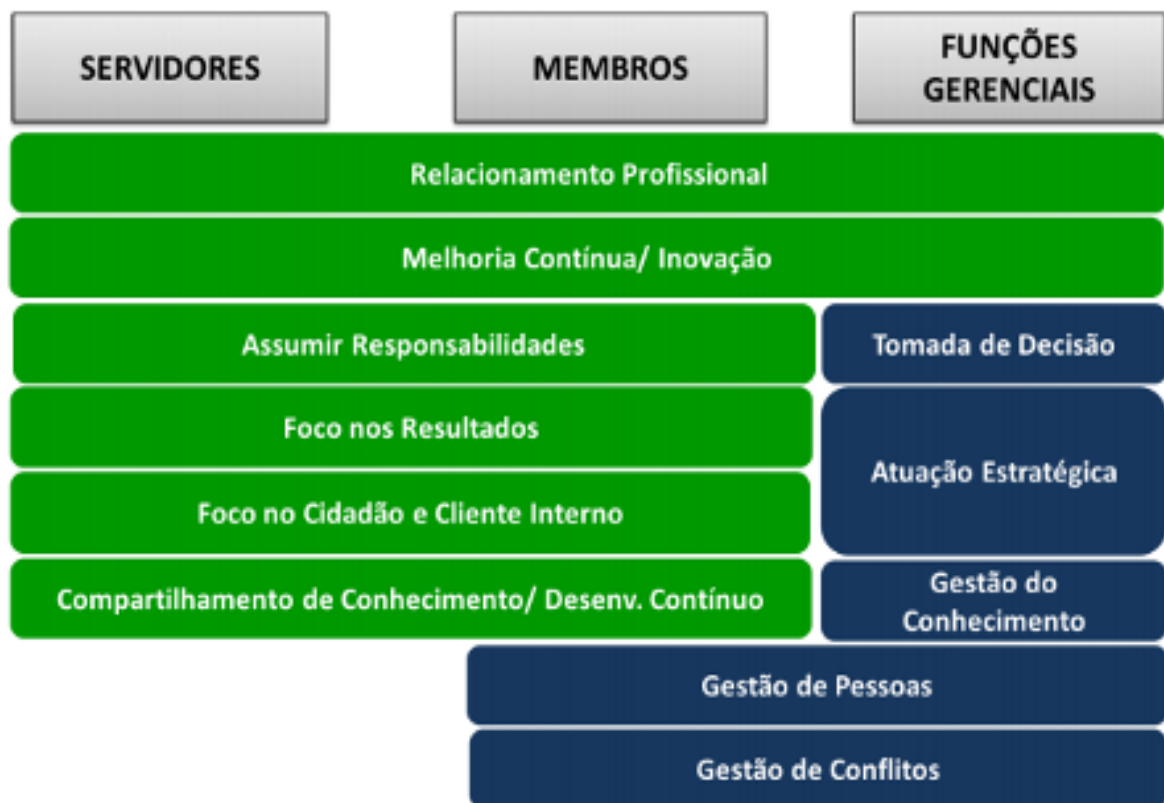 SERVIDORES
MEMBROS
FUNÇÕES
GERENCIAIS
Relacionamento Profissional
Melhoria Contínua/ Inovação
Assumir Responsabilidades
Tomada de Decisão
Foco nos Resultados
Atuação Estratégica
Foco no Cidadão e Cliente Interno
Compartilhamento de Conhecimento/ Desenv. Contínuo
Gestão do
Conhecimento
Gestão de Pessoas
Gestão de Conflitos